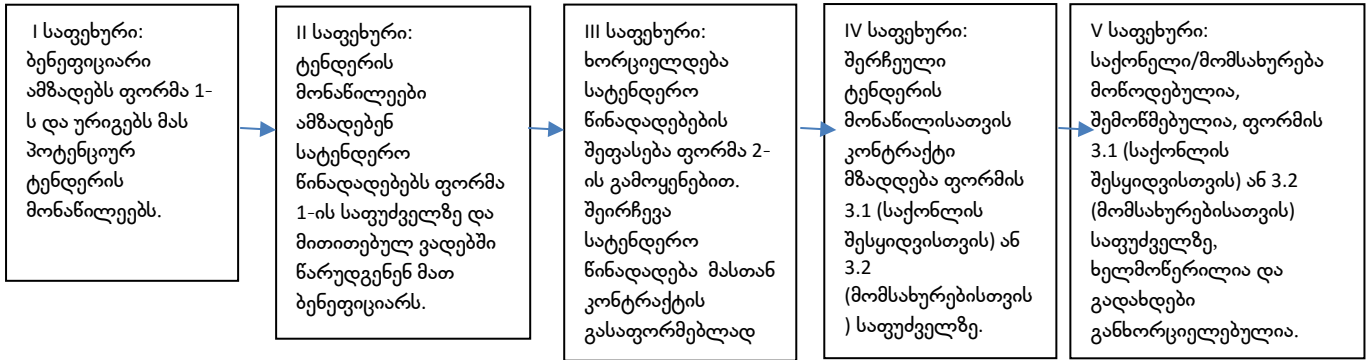 I საფეხური:
ბენეფიციარი
ამზადებს ფორმა 1-
ს და ურიგებს მას
პოტენციურ
ტენდერის
მონაწილეებს.
II საფეხური:
ტენდერის
მონაწილეები
ამზადებენ
სატენდერო
წინადადებებს ფორმა
1-ის საფუძველზე და
მითითებულ ვადებში
წარუდგენენ მათ
ბენეფიციარს.
III საფეხური:
ხორციელდება
სატენდერო
წინადადებების
შეფასება ფორმა 2-
ის გამოყენებით.
შეირჩევა
სატენდერო
წინადადება მასთან
კონტრაქტის
გასაფორმებლად
IV საფეხური:
შერჩეული
ტენდერის
მონაწილისათვის
კონტრაქტი
მზადდება ფორმის
3.1 (საქონლის
შესყიდვისთვის) ან
3.2
(მომსახურებისთვის
) საფუძველზე.
V საფეხური:
საქონელი/მომსახურება
მოწოდებულია,
შემოწმებულია, ფორმის
3.1 (საქონლის
შესყიდვისთვის) ან 3.2
(მომსახურებისათვის)
საფუძველზე,
ხელმოწერილია და
გადახდები
განხორციელებულია.